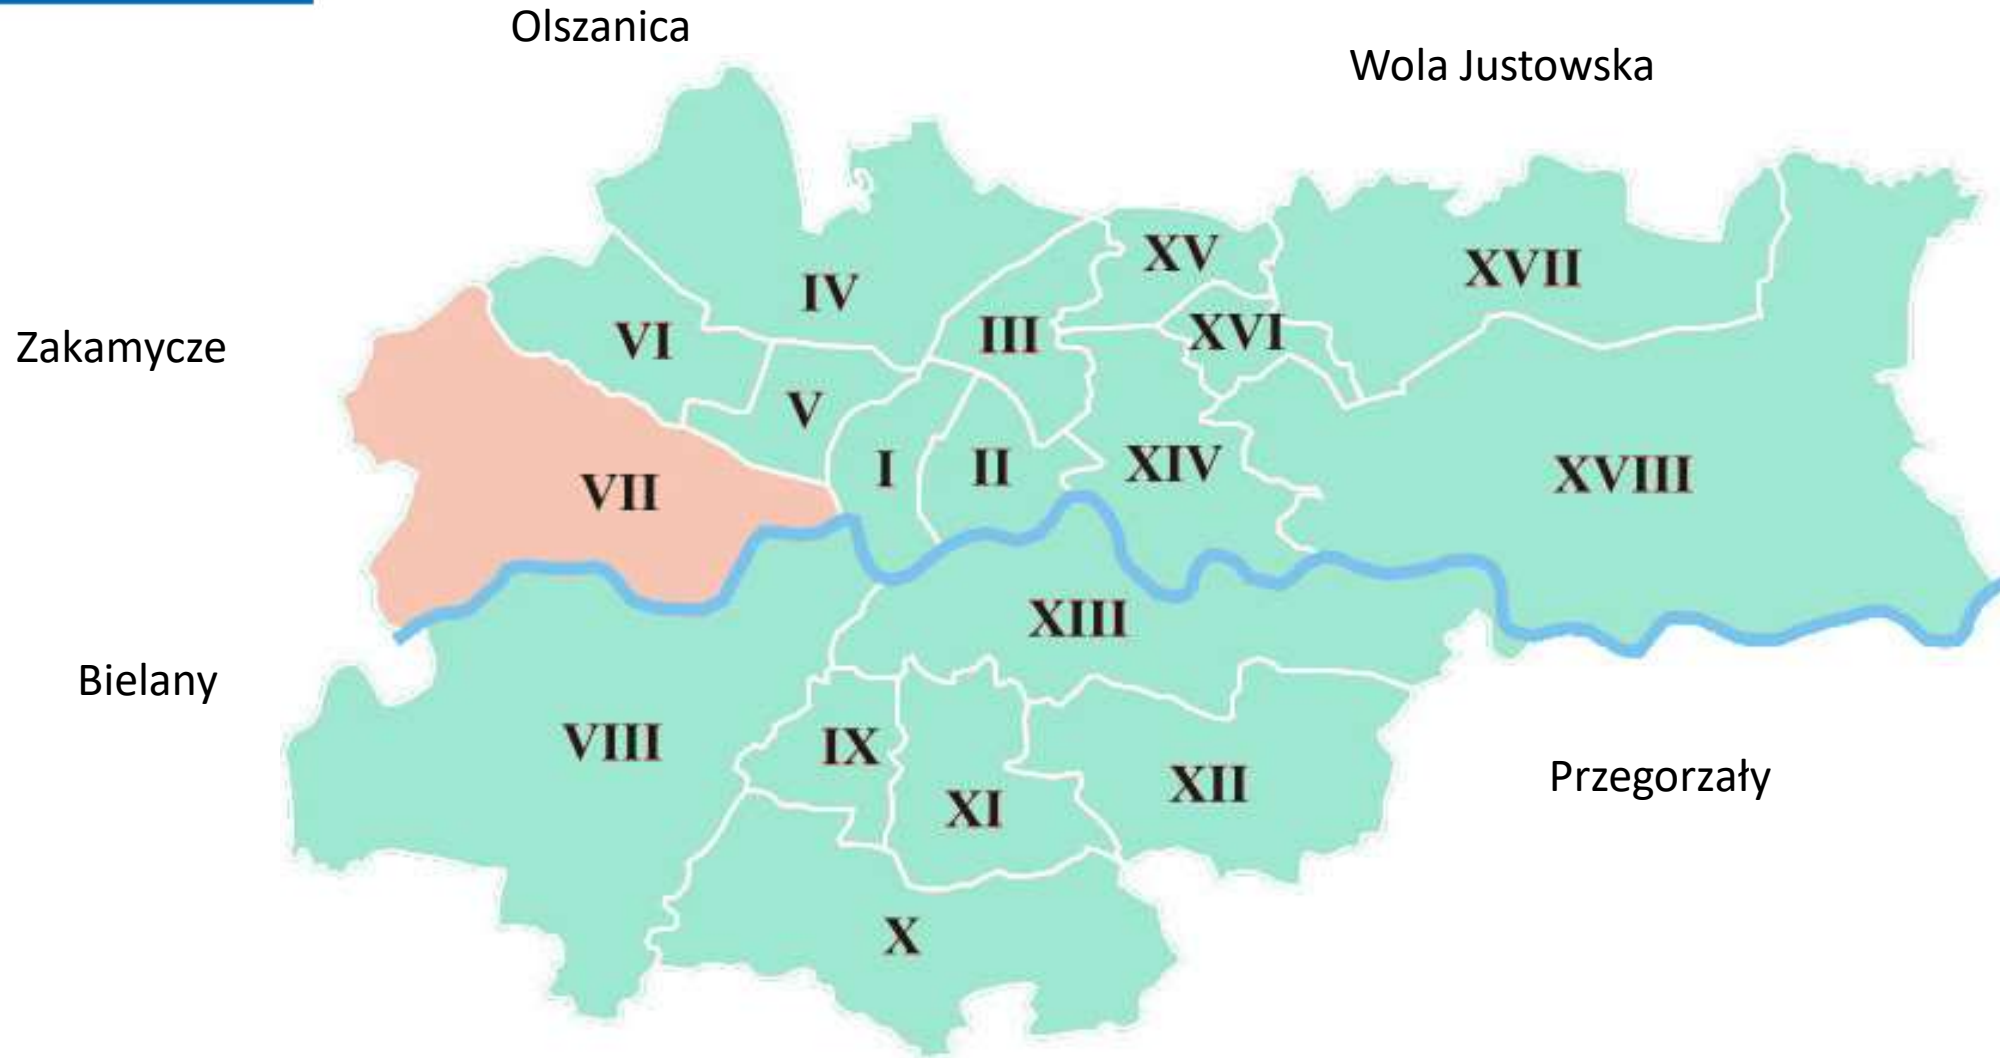 Olszanica
Wola Justowska
XV
XVII
IV
III
XVI
VI
Zakamycze
V
I
II
XIV
XVIII
VII
XIII
Bielany
VIII
IX
XII
Przegorzały
XI
X